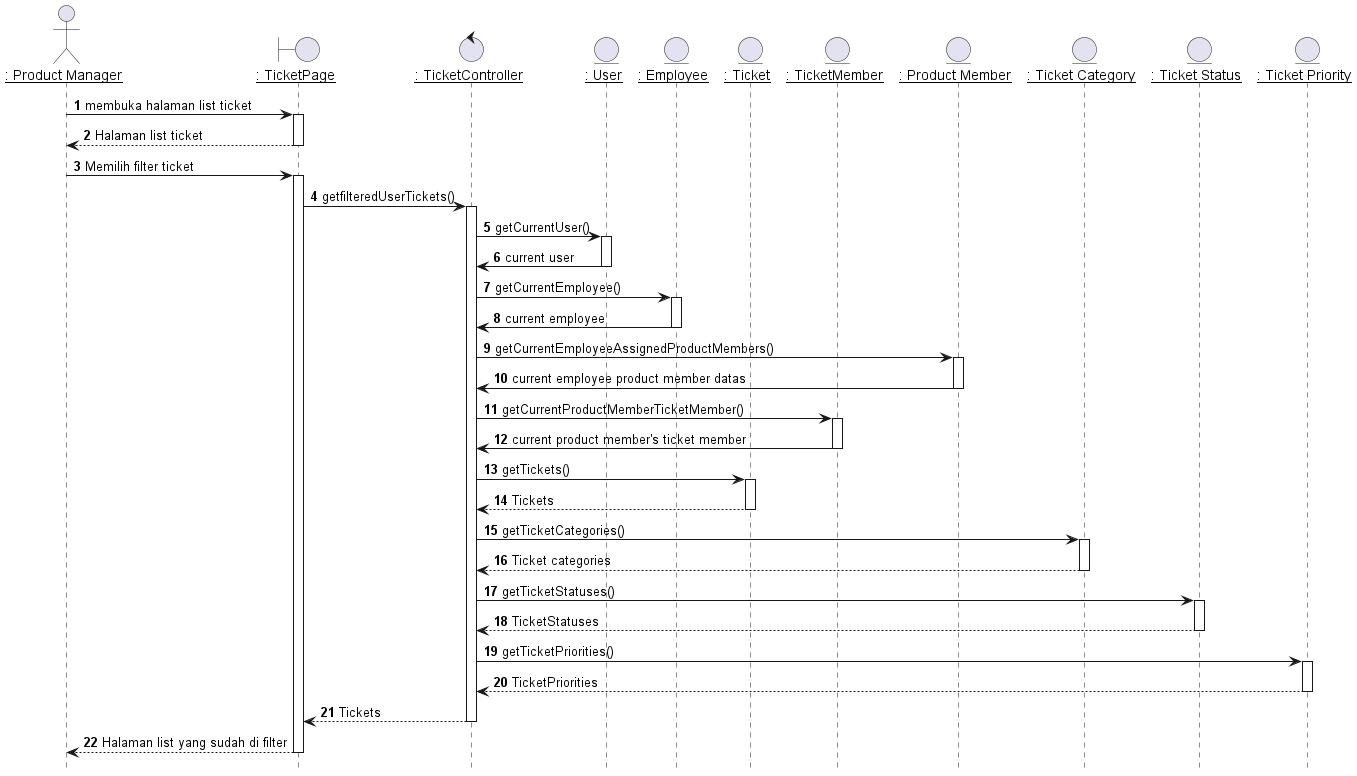 : Product Manager
: TicketPage
: TicketController
: User
: Employee
: Ticket
: TicketMember
: Product Member
: Ticket Category
: Ticket Status
: Ticket Priority
1 membuka halaman list ticket
2 Halaman list ticket
3 Memilih filter ticket
4 getfilteredUserTickets()
5 getCurrentUser()
6 current user
7 getCurrentEmployee()
8 current employee
9 getCurrentEmployeeAssignedProductMembers()
10 current employee product member datas
11 getCurrentProductMemberTicketMember()
12 current product member's ticket member
13 getTickets()
14 Tickets
15 getTicketCategories()
16 Ticket categories
17 getTicketStatuses()
18 TicketStatuses
19 getTicketPriorities()
20 TicketPriorities
21 Tickets
22 Halaman list yang sudah di filter